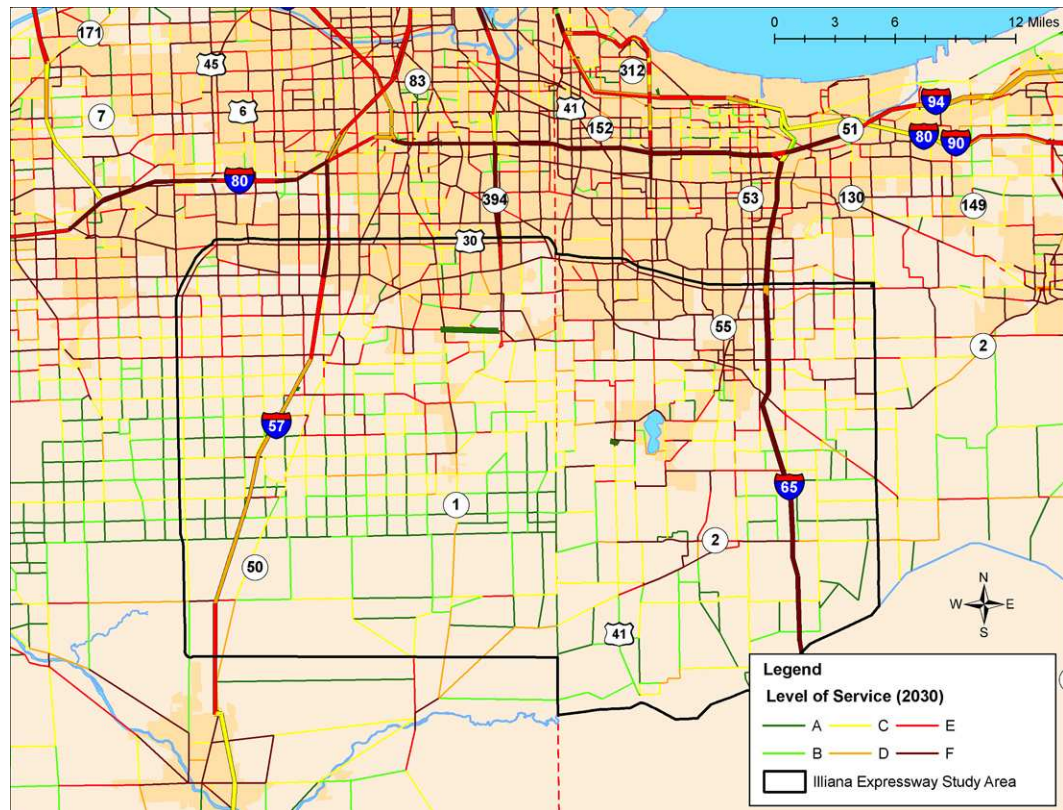 0 3 6 12 Miles
171
45
83
312
7
6
41
152
94
51
80
90
80
394
53
130
149
30
55
2
57
65
1
2
50
41
N
W E
S
Legend
Level of Service (2030)
A C E
B D F
Illiana Expressway Study Area